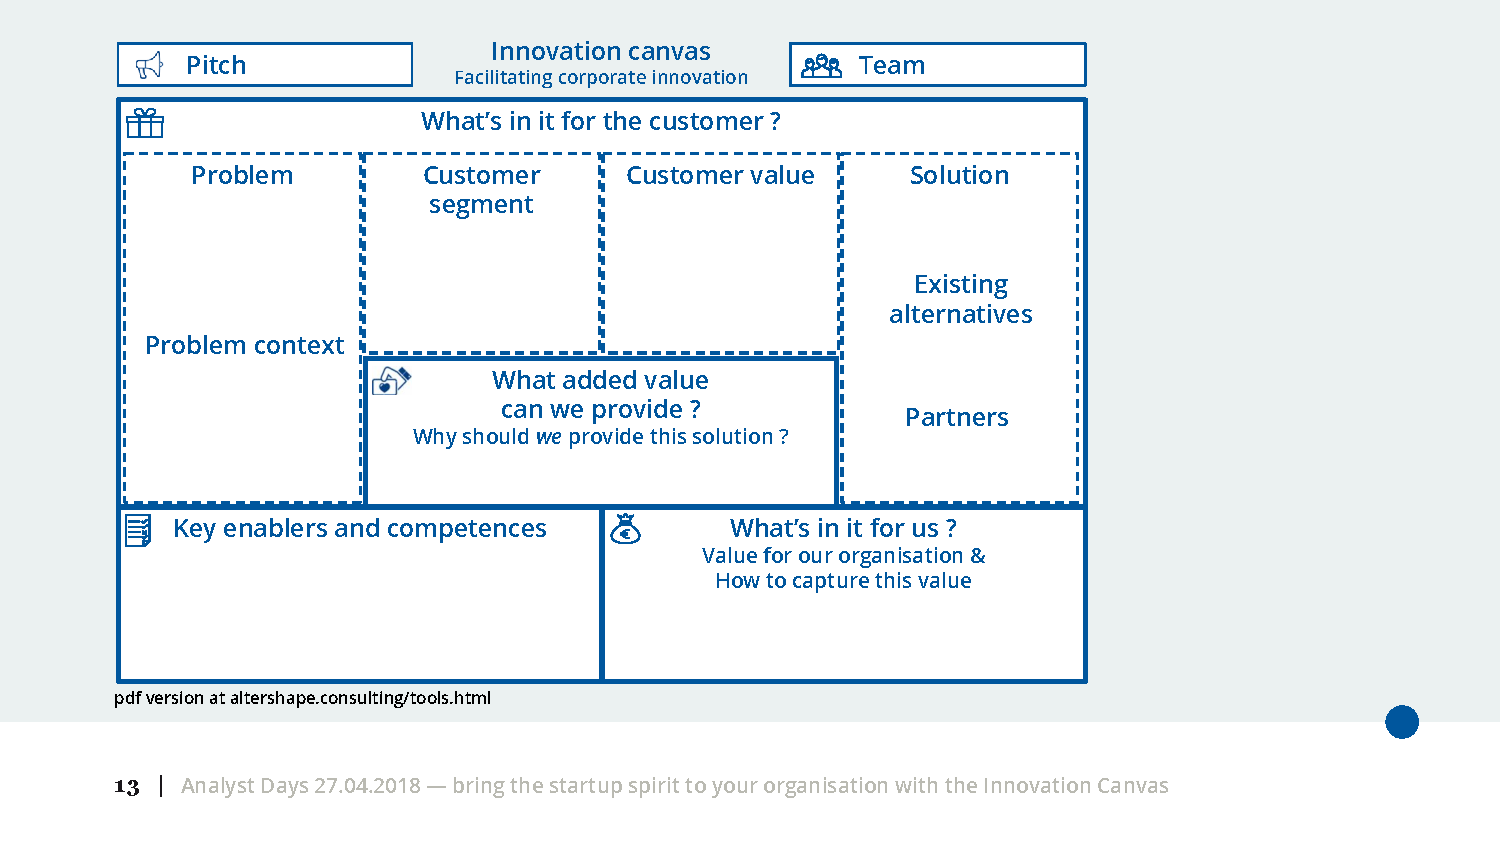 Pitch
Innovation canvas
Facilitating corporate innovation
Team
What’s in it for the customer ?
Problem
Problem context
Customer
segment
Customer value
Solution
Existing
alternatives
Partners
What added value
can we provide ?
Why should we provide this solution ?
Key enablers and competences
What’s in it for us ?
Value for our organisation &
How to capture this value
pdf version at altershape.consulting/tools.html
13 | Analyst Days 27.04.2018 — bring the startup spirit to your organisation with the Innovation Canvas